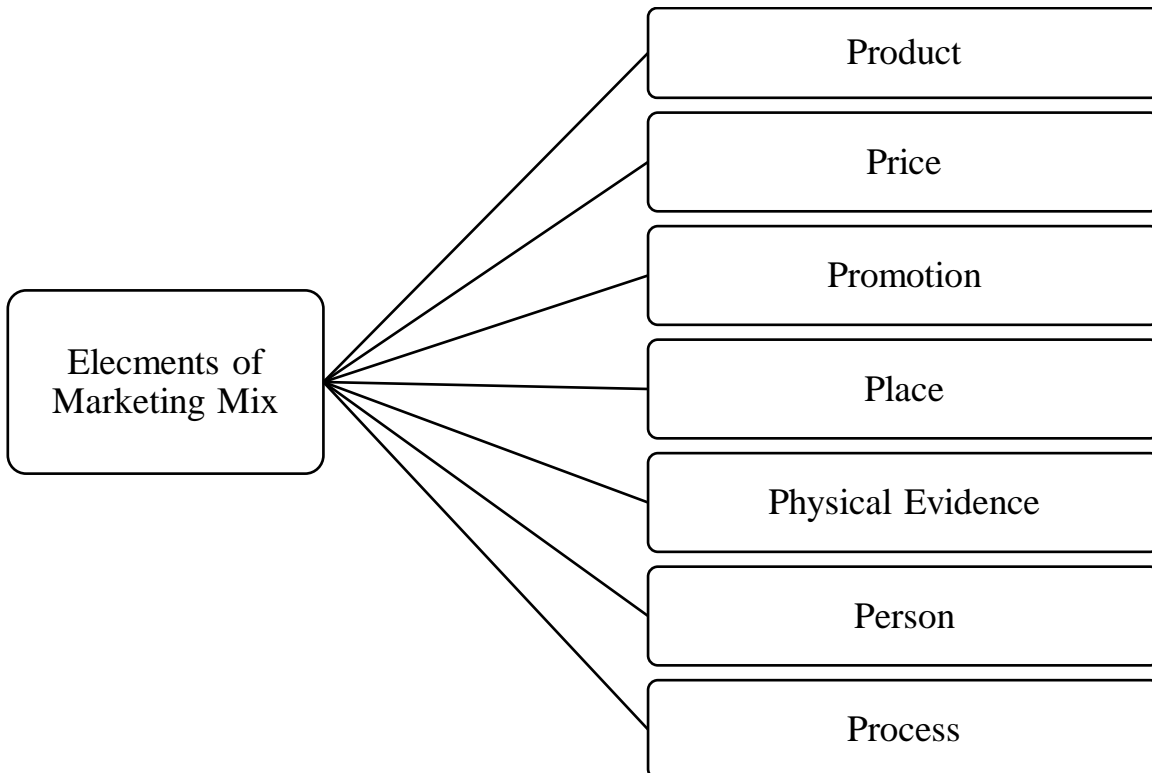 Product
Price
Promotion
Elecments of
Marketing Mix
Place
Physical Evidence
Person
Process